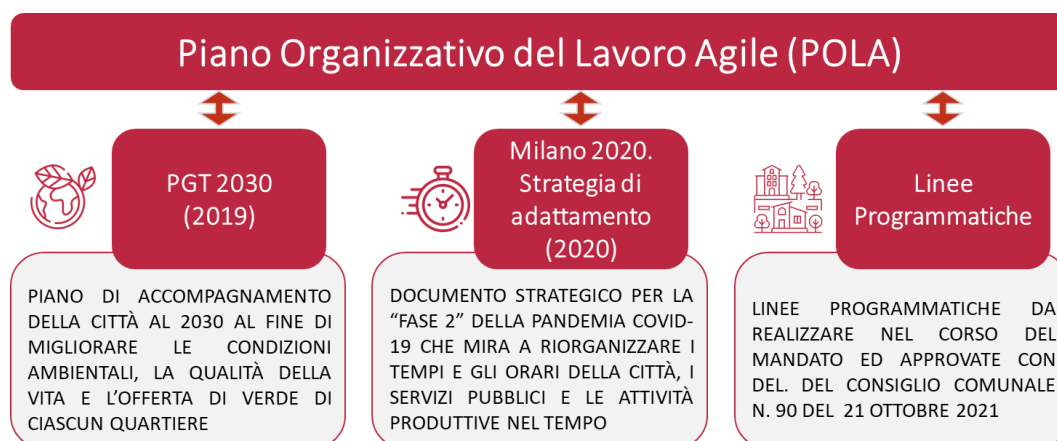 Piano Organizzativo del Lavoro Agile (POLA)
PGT 2030
(2019)
PIANO DI ACCOMPAGNAMENTO
DELLA CITTÀ AL 2030 AL FINE DI
MIGLIORARE LE CONDIZIONI
AMBIENTALI, LA QUALITÀ DELLA
VITA E L'OFFERTA DI VERDE DI
CIASCUN QUARTIERE
Milano 2020.
Strategia di
adattamento
(2020)
DOCUMENTO STRATEGICO PER LA
“FASE 2” DELLA PANDEMIA COVID-
19 CHE MIRA A RIORGANIZZARE I
TEMPI E GLI ORARI DELLA CITTÀ, I
SERVIZI PUBBLICI E LE ATTIVITÀ
PRODUTTIVE NEL TEMPO
Linee
Programmatiche
LINEE PROGRAMMATICHE DA
REALIZZARE NEL CORSO DEL
MANDATO ED APPROVATE CON
DEL. DEL CONSIGLIO COMUNALE
N. 90 DEL 21 OTTOBRE 2021